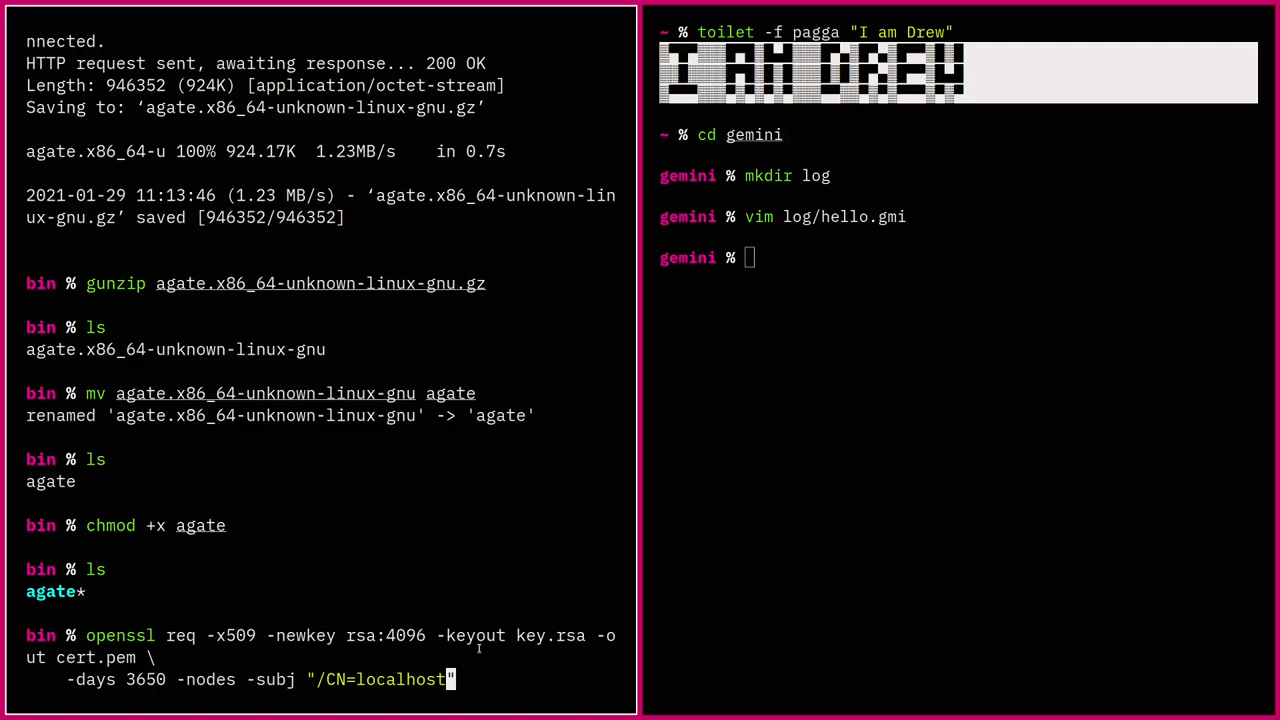 nnected.
HTTP request sent, awaiting response... 200 OK
Length: 946352 (924K) [application/octet-stream]
Saving to: ‘agate.x86_64-unknown-linux-gnu.gz’
agate.x86_64-u 100% 924.17K  1.23MB/s    in 0.7s
2021-01-29 11:13:46 (1.23 MB/s) - ‘agate.x86_64-unknown-lin
ux-gnu.gz’ saved [946352/946352]
bin % gunzip agate.x86_64-unknown-linux-gnu.gz
bin % ls
agate.x86_64-unknown-linux-gnu
bin % mv agate.x86_64-unknown-linux-gnu agate
renamed 'agate.x86_64-unknown-linux-gnu' -> 'agate'
bin % ls
agate
bin % chmod +x agate
bin % ls
agate*
bin % openssl req -x509 -newkey rsa:4096 -keyout key.rsa -o
ut cert.pem \
    -days 3650 -nodes -subj "/CN=localhost"
~ % toilet -f pagga "I am Drew"
I AM DREW
~ % cd gemini
gemini % mkdir log
gemini % vim log/hello.gmi
gemini %